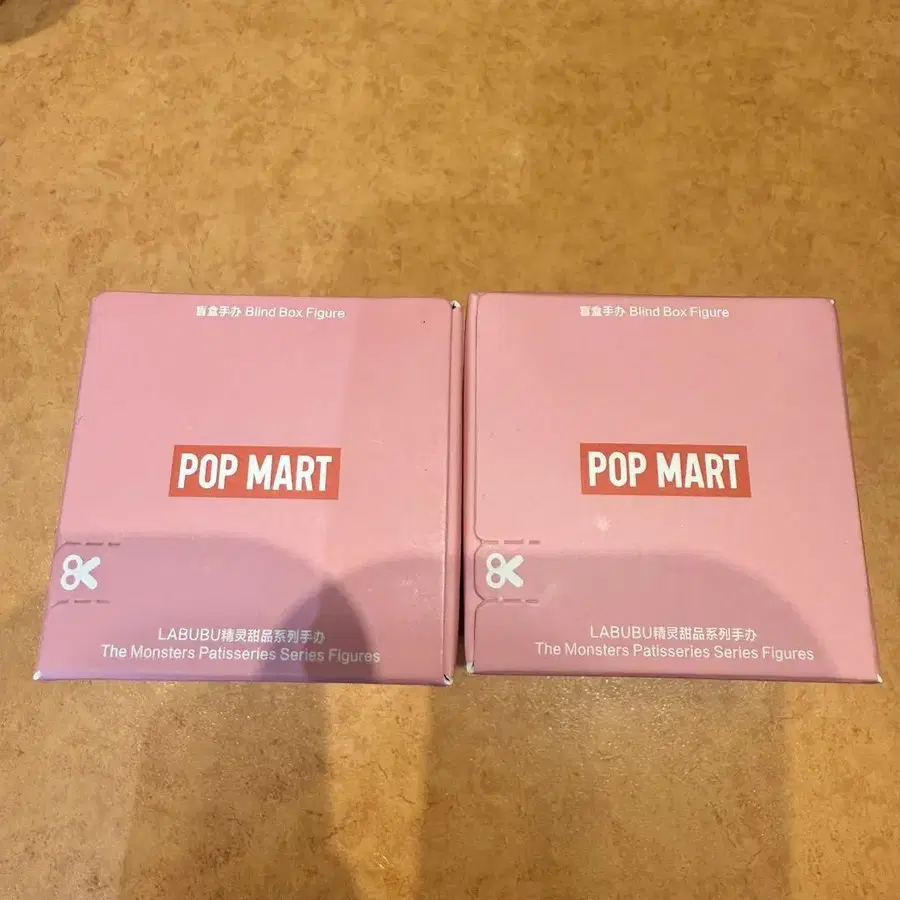 盲盒手办 Blind Box Figure
POP MART
LABUBU精灵甜品系列手办
The Monsters Patisseries Series Figures
盲盒手办 Blind Box Figure
POP MART
LABUBU精灵甜品系列手办
The Monsters Patisseries Series Figures